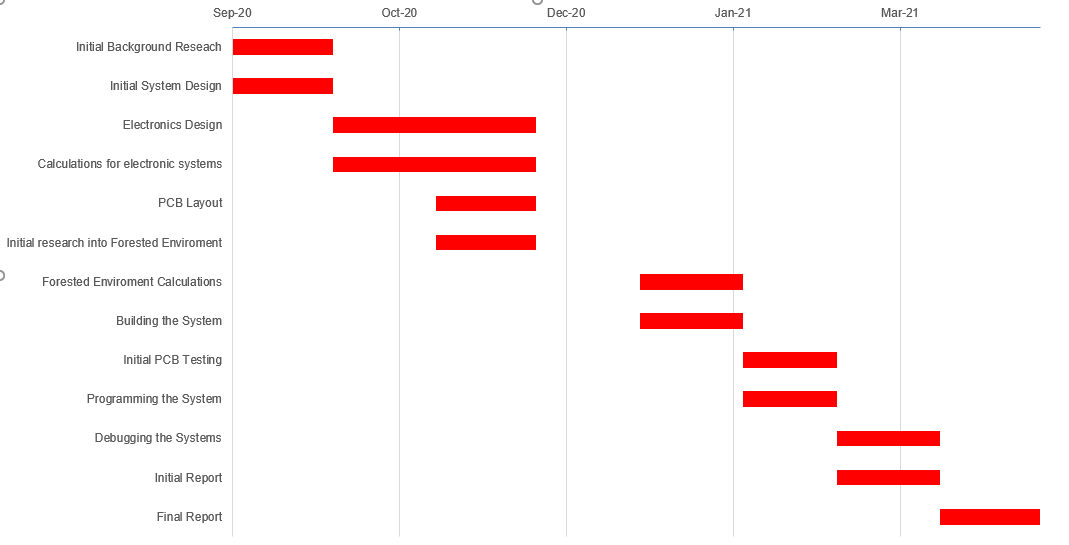 Sep-20 Oct-20 Dec-20 Jan-21 Mar-21
Initial Background Reseach
Initial System Design
Electronics Design
Calculations for electronic systems
PCB Layout
Initial research into Forested Enviroment
Forested Enviroment Calculations
Building the System
Initial PCB Testing
Programming the System
Debugging the Systems
Initial Report
Final Report